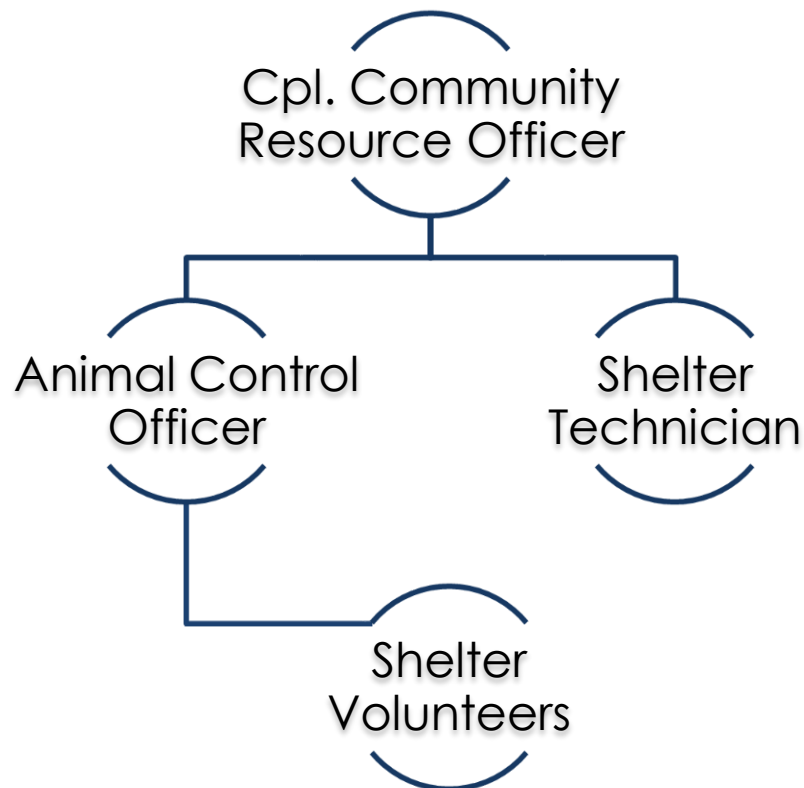 Cpl. Community
Resource Officer
Animal Control
Officer
Shelter
Technician
Shelter
Volunteers